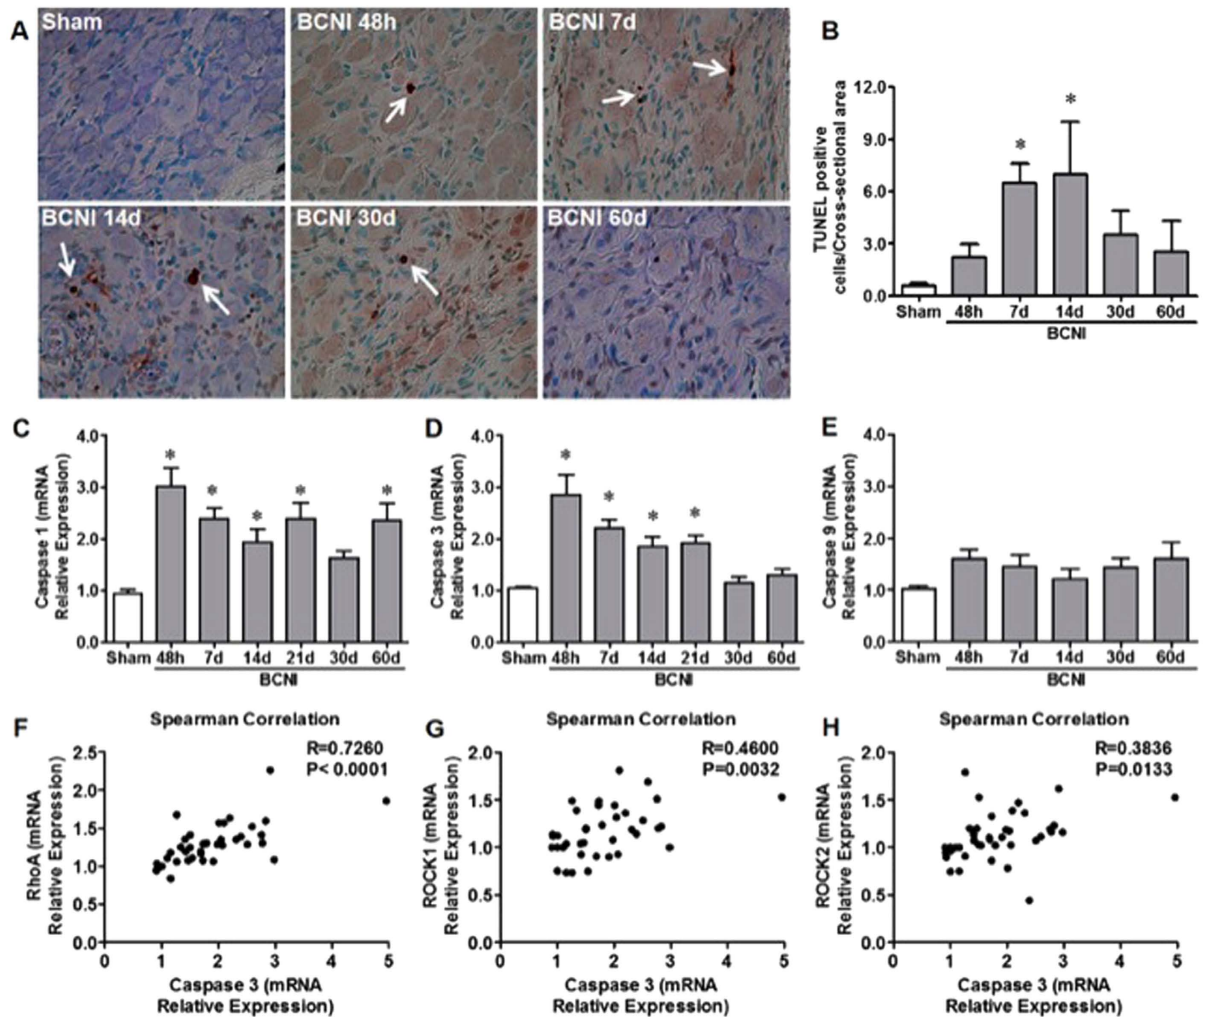 A
Sham
BCNI 48h
BCNI 7d
BCNI 14d
BCNI 30d
BCNI 60d
B
TUNEL positive
cells/Cross-sectional area
12.0
9.0
6.0
3.0
0.0
*
*
Sham 48h 7d 14d 30d 60d
BCNI
C
Caspase 1 (mRNA
Relative Expression)
4.0
3.0
2.0
1.0
0.0
*
*
*
*
*
Sham 48h 7d 14d 21d 30d 60d
BCNI
D
Caspase 3 (mRNA
Relative Expression)
4.0
3.0
2.0
1.0
0.0
*
*
*
*
Sham 48h 7d 14d 21d 30d 60d
BCNI
E
Caspase 9 (mRNA
Relative Expression)
4.0
3.0
2.0
1.0
0.0
Sham 48h 7d 14d 30d 60d
BCNI
F
Spearman Correlation
R=0.7260
P< 0.0001
RhoA (mRNA
Relative Expression)
2.5
2.0
1.5
1.0
0.5
0.0
0 1 2 3 4 5
Caspase 3 (mRNA
Relative Expression)
G
Spearman Correlation
R=0.4600
P=0.0032
ROCK1 (mRNA
Relative Expression)
2.0
1.5
1.0
0.5
0.0
0 1 2 3 4 5
Caspase 3 (mRNA
Relative Expression)
H
Spearman Correlation
R=0.3836
P=0.0133
ROCK2 (mRNA
Relative Expression)
2.0
1.5
1.0
0.5
0.0
0 1 2 3 4 5
Caspase 3 (mRNA
Relative Expression)